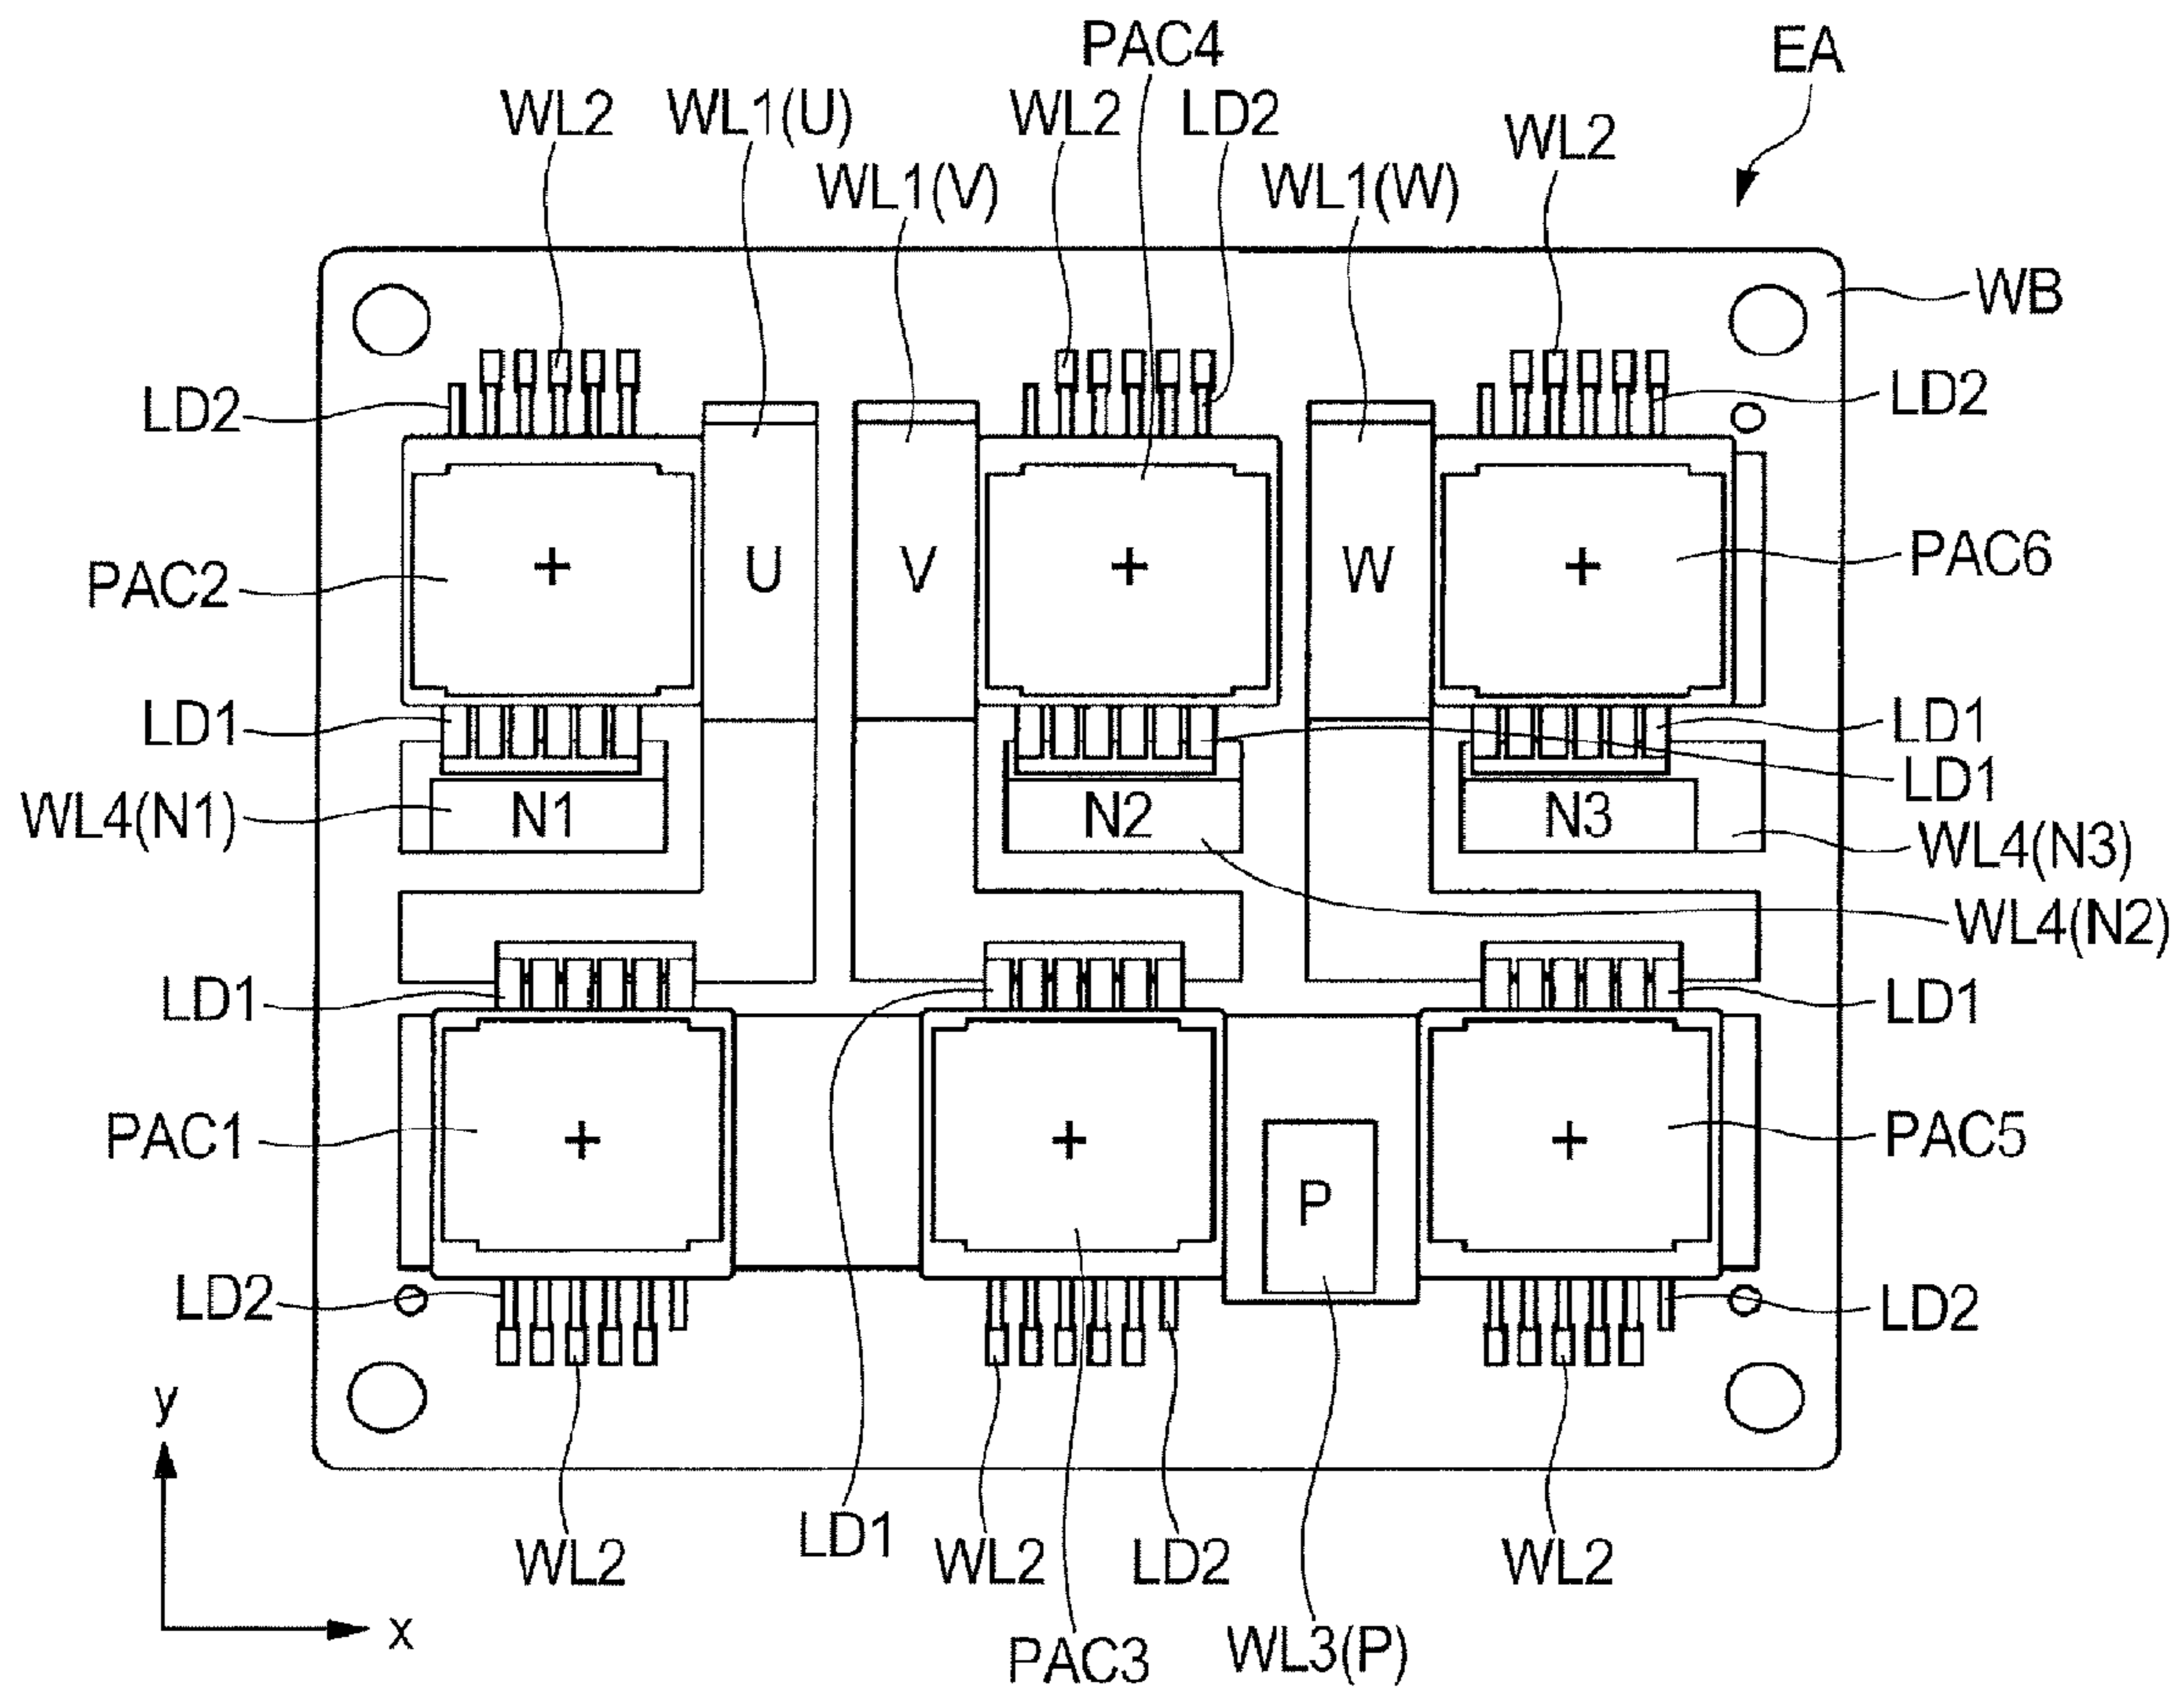 PAC4
EA
WL2
WL1(U)
WL2
LD2
WL2
WL1(V)
WL1(W)
WB
LD2
LD2
PAC2
U
V
W
PAC6
LD1
LD1
LD1
WL4(N1)
N1
N2
N3
WL4(N3)
WL4(N2)
LD1
LD1
PAC1
PAC5
P
LD2
LD2
y
LD1
WL2
WL2
LD2
WL2
x
PAC3
WL3(P)